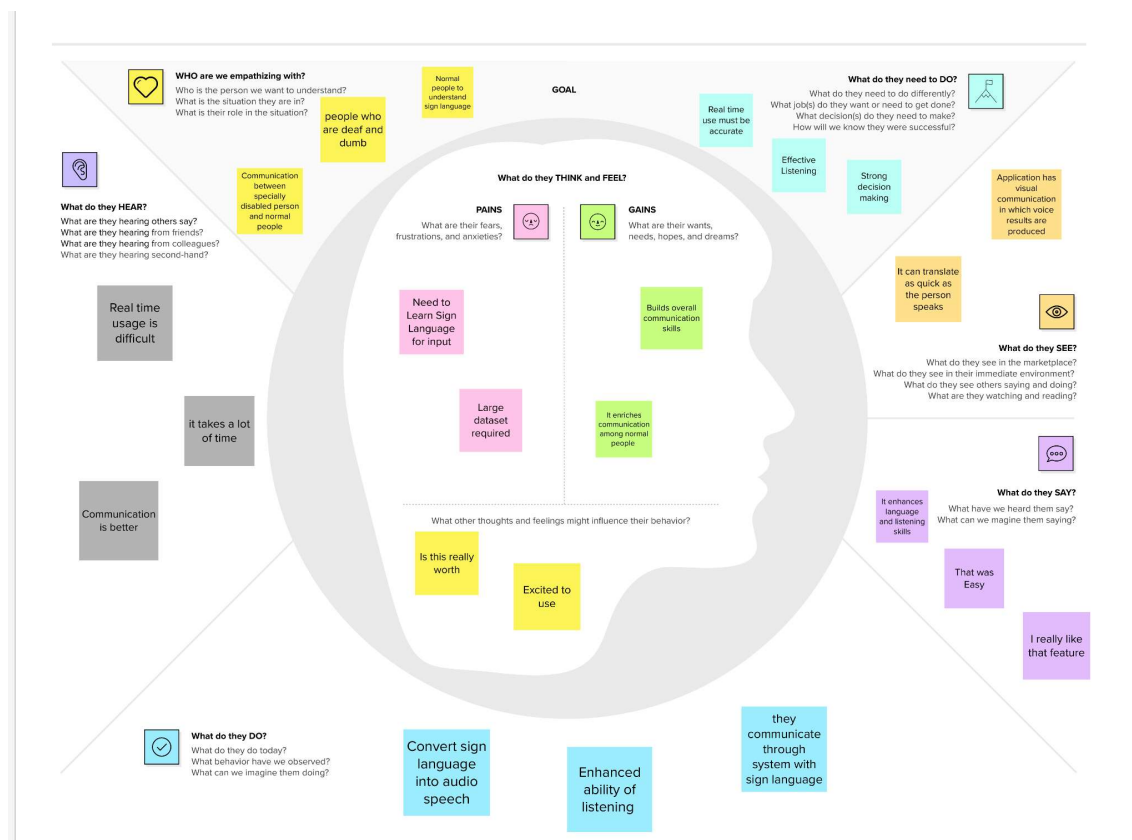 WHO are we empathizing with?
Who is the person we want to understand?
What is the situation they are in?
What is their role in the situation?
people who
are deaf and
dumb
Normal
people to
understand
sign language
Communication
between
specially
disabled person
and normal
people
GOAL
What do they need to DO?
What do they need to do differently?
What job(s) do they want or need to get done?
What decision(s) do they need to make?
How will we know they were successful?
Real time
use must be
accurate
Effective
Listening
Strong
decision
making
What do they HEAR?
What are they hearing others say?
What are they hearing from friends?
What are they hearing from colleagues?
What are they hearing second-hand?
Real time
usage is
difficult
it takes a lot
of time
Communication
is better
What do they THINK and FEEL?
PAINS
What are their fears,
frustrations, and anxieties?
Need to
Learn Sign
Language
for input
Large
dataset
required
GAINS
What are their wants,
needs, hopes, and dreams?
Builds overall
communication
skills
It enriches
communication
among normal
people
What other thoughts and feelings might influence their behavior?
Is this really
worth
Excited to
use
Application has
visual
communication
in which voice
results are
produced
It can translate
as quick as
the person
speaks
What do they SEE?
What do they see in the marketplace?
What do they see in their immediate environment?
What do they see others saying and doing?
What are they watching and reading?
What do they SAY?
What have we heard them say?
What can we magine them saying?
It enhances
language
and listening
skills
That was
Easy
I really like
that feature
What do they DO?
What do they do today?
What behavior have we observed?
What can we imagine them doing?
Convert sign
language
into audio
speech
Enhanced
ability of
listening
they
communicate
through
system with
sign language